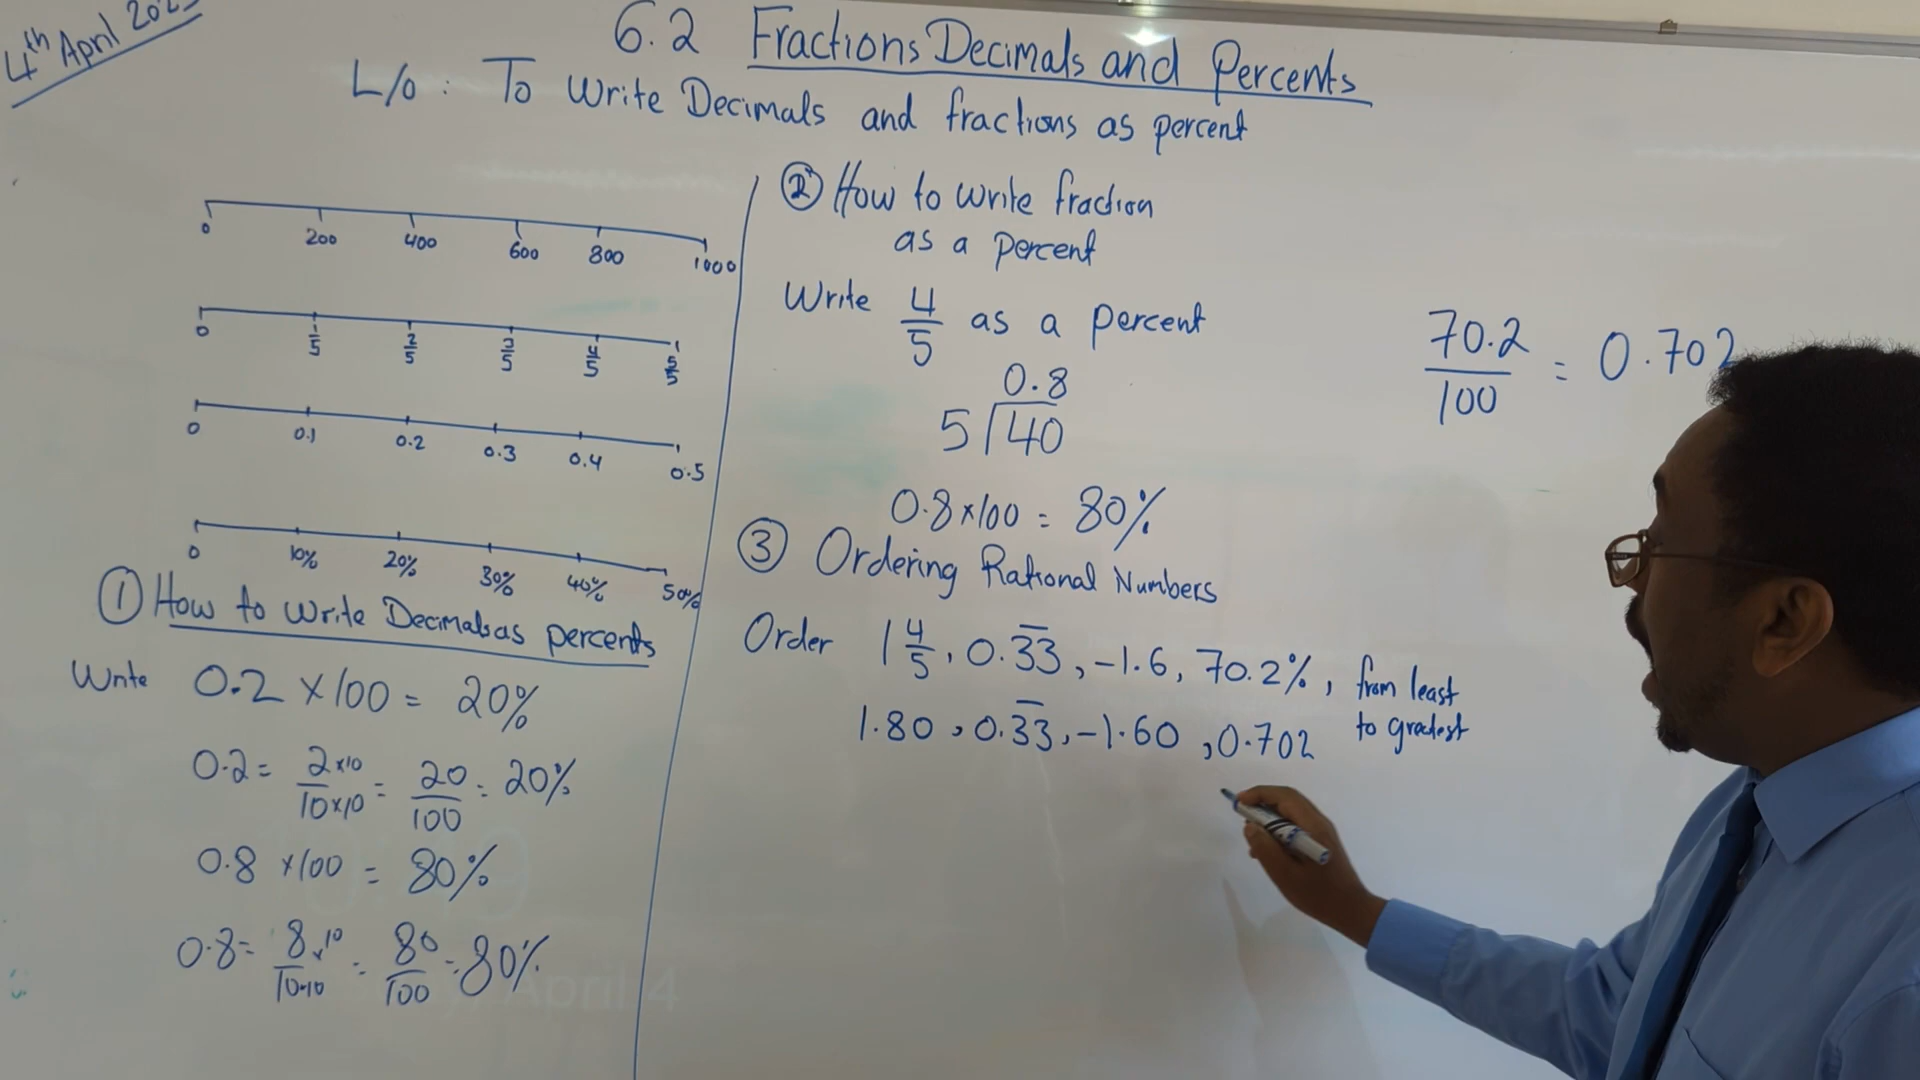 4th April 202
6.2 Fractions Decimals and Percents
L/o : To Write Decimals and fractions as percent
0 200 400 600 800 1000
0 1/5 2/5 3/5 4/5 5/5
0 0.1 0.2 0.3 0.4 0.5
0 10% 20% 30% 40% 50%
① How to Write Decimals as percents
Write 0.2 ×100 = 20%
0.2 = 2×10/10×10 = 20/100 = 20%
0.8 ×100 = 80%
0.8 = 8×10/10×10 = 80/100 = 80%
② How to Write fraction
as a percent
Write 4/5 as a percent
0.8
5 40
0.8×100 = 80%
③ Ordering Rational Numbers
Order 1 4/5, 0.3̅3̅, -1.6, 70.2%, from least
to greatest
1.80, 0.3̅3̅, -1.60, 0.702
70.2/100 = 0.702